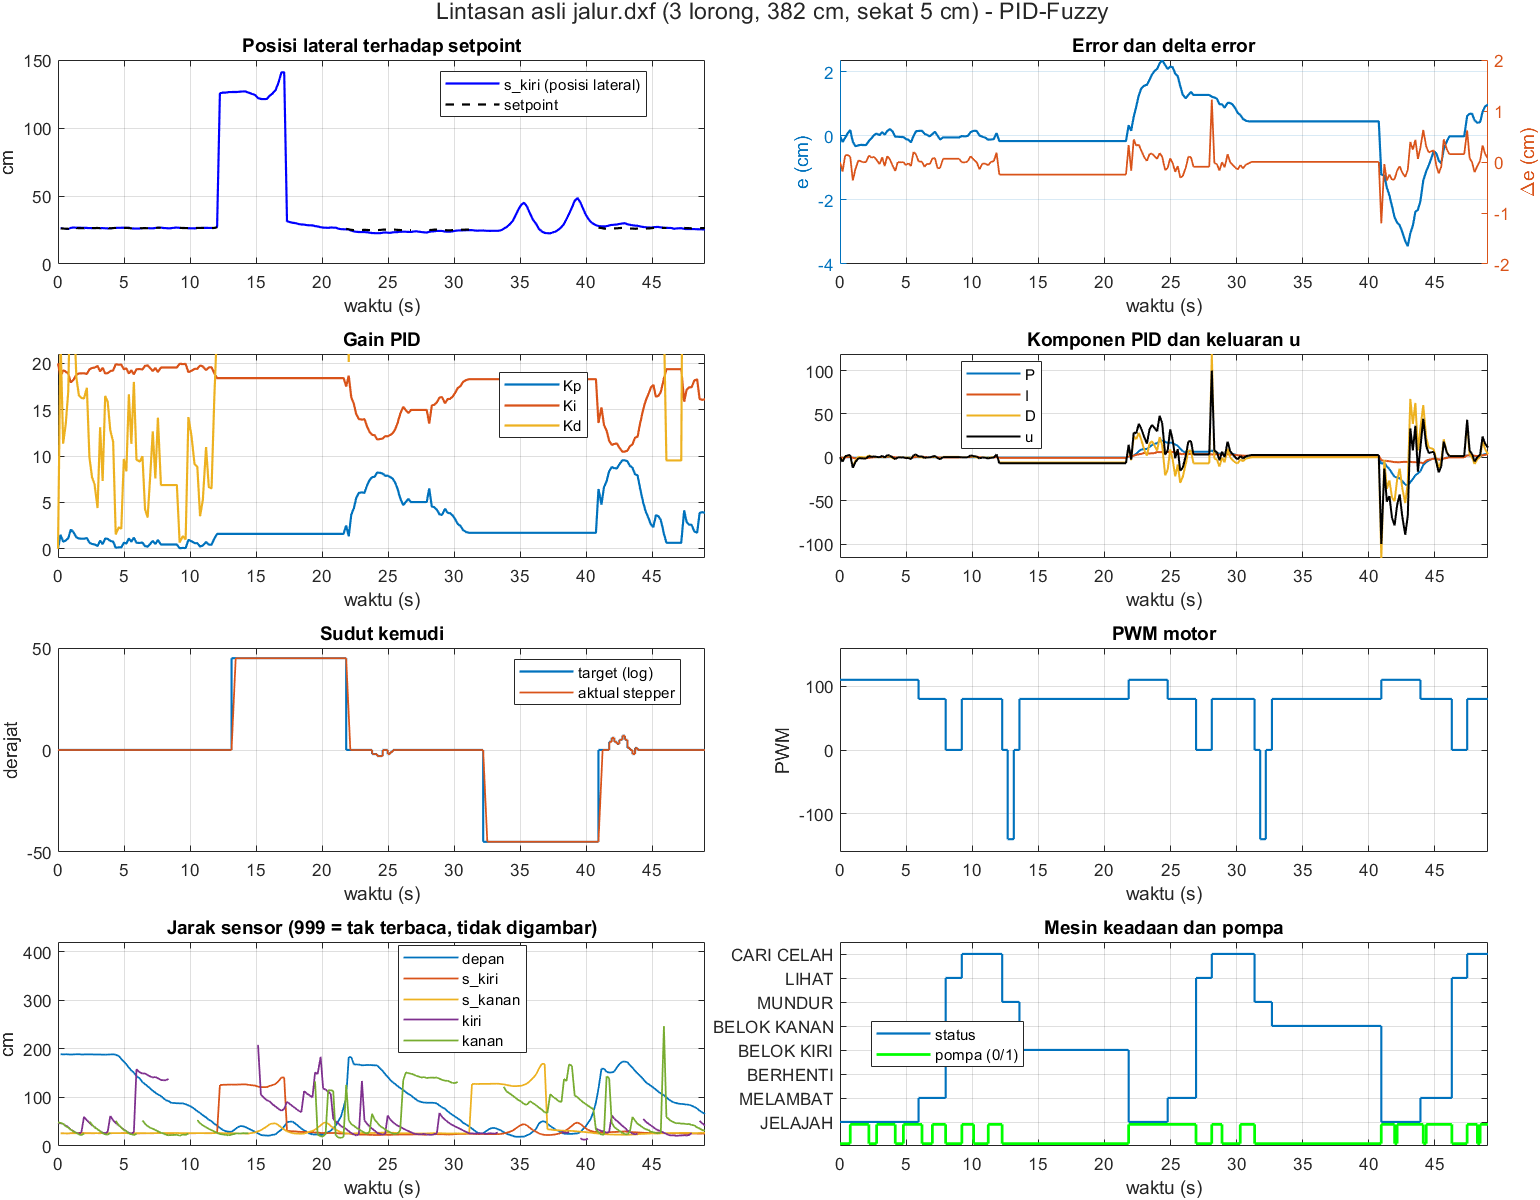 Lintasan asli jalur.dxf (3 lorong, 382 cm, sekat 5 cm) - PID-Fuzzy
Posisi lateral terhadap setpoint
150
100
50
0
cm
s_kiri (posisi lateral)
setpoint
0 5 10 15 20 25 30 35 40 45
waktu (s)
Error dan delta error
2
0
-2
-4
e (cm)
2
1
0
-1
-2
Δe (cm)
0 5 10 15 20 25 30 35 40 45
waktu (s)
Gain PID
20
15
10
5
0
Kp
Ki
Kd
0 5 10 15 20 25 30 35 40 45
waktu (s)
Komponen PID dan keluaran u
100
50
0
-50
-100
P
I
D
u
0 5 10 15 20 25 30 35 40 45
waktu (s)
Sudut kemudi
50
0
-50
derajat
target (log)
aktual stepper
0 5 10 15 20 25 30 35 40 45
waktu (s)
PWM motor
100
0
-100
PWM
0 5 10 15 20 25 30 35 40 45
waktu (s)
Jarak sensor (999 = tak terbaca, tidak digambar)
400
300
200
100
0
cm
depan
s_kiri
s_kanan
kiri
kanan
0 5 10 15 20 25 30 35 40 45
waktu (s)
Mesin keadaan dan pompa
CARI CELAH
LIHAT
MUNDUR
BELOK KANAN
BELOK KIRI
BERHENTI
MELAMBAT
JELAJAH
status
pompa (0/1)
0 5 10 15 20 25 30 35 40 45
waktu (s)